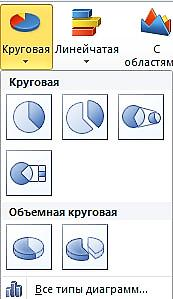 Круговая Линейчатая С
областям
Круговая
Объемная круговая
Все типы диаграмм...